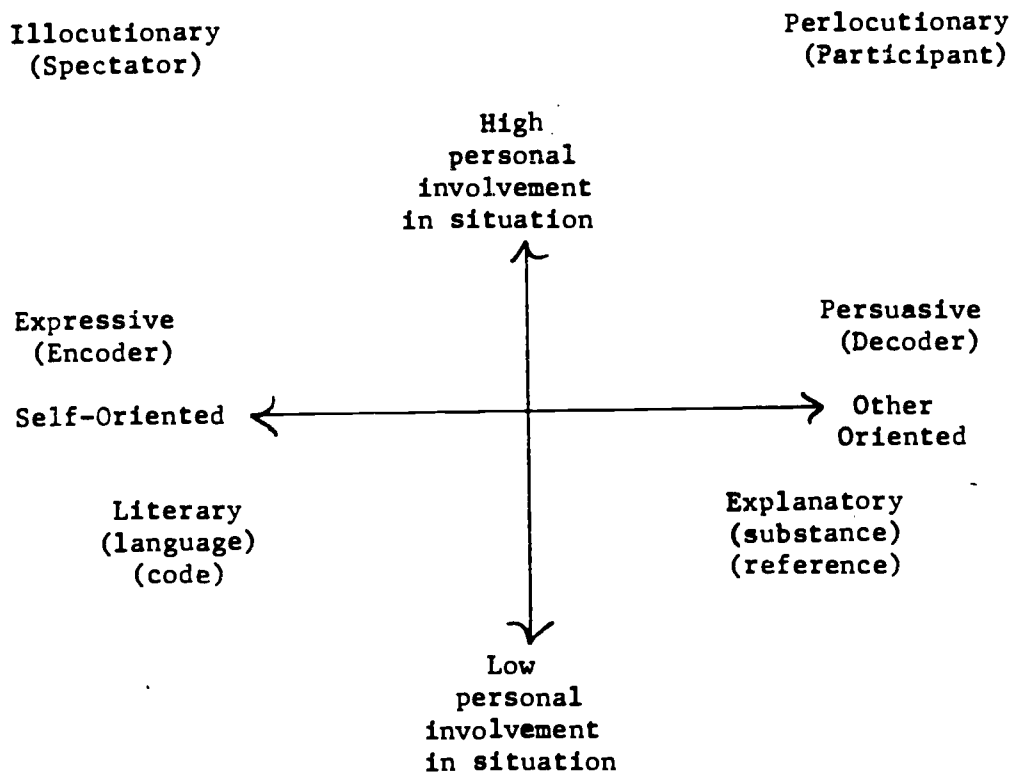 Illocutionary
(Spectator)
Perlocutionary
(Participant)
High
personal
involvement
in situation
Expressive
(Encoder)
Persuasive
(Decoder)
Self-Oriented
Other
Oriented
Literary
(language)
(code)
Explanatory
(substance)
(reference)
Low
personal
involvement
in situation